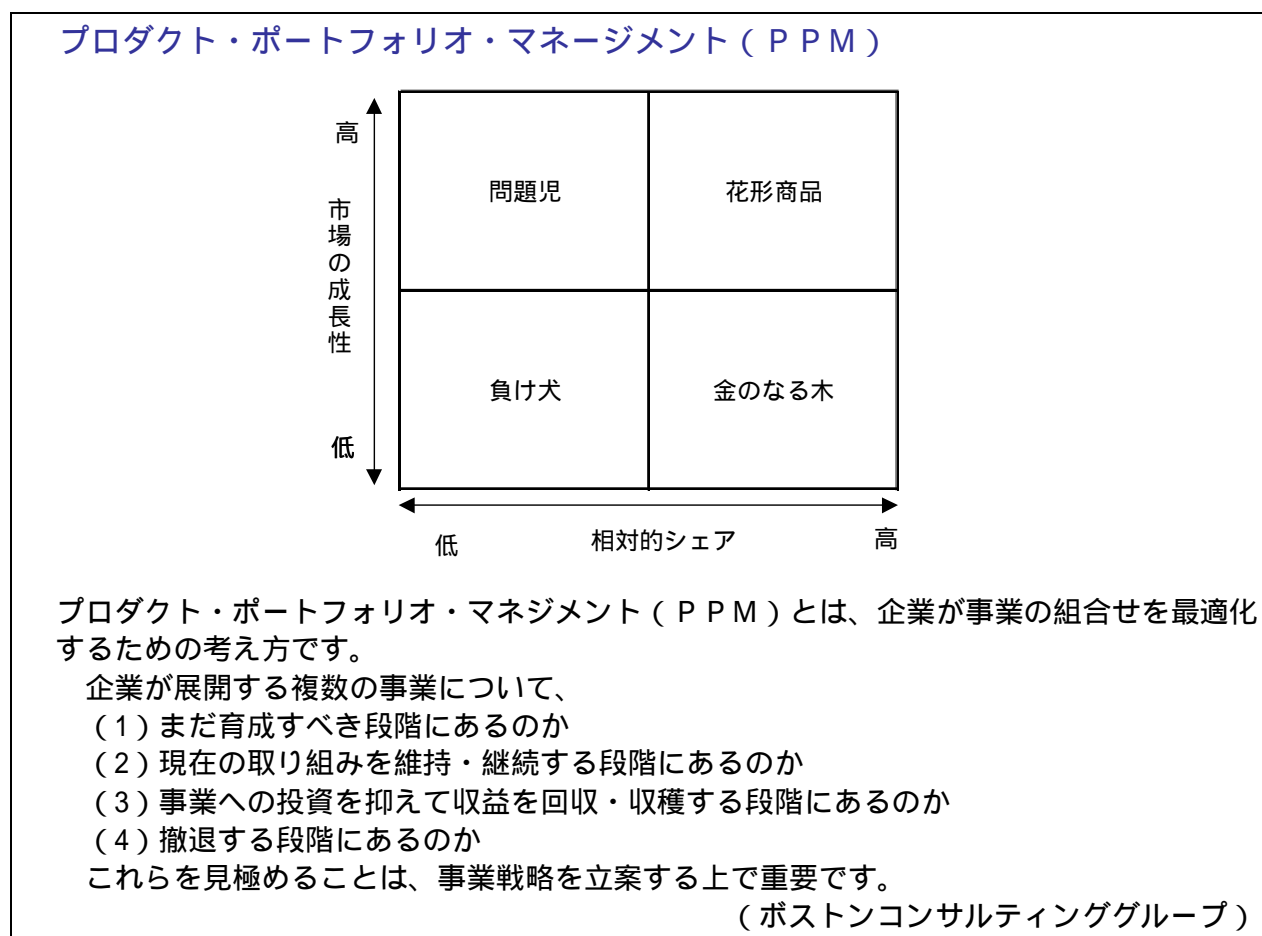 プロダクト・ポートフォリオ・マネージメント（ＰＰＭ）
高
市場の成長性
低
問題児
花形商品
負け犬
金のなる木
低
相対的シェア
高
プロダクト・ポートフォリオ・マネジメント（ＰＰＭ）とは、企業が事業の組合せを最適化
するための考え方です。
企業が展開する複数の事業について、
（1）まだ育成すべき段階にあるのか
（2）現在の取り組みを維持・継続する段階にあるのか
（3）事業への投資を抑えて収益を回収・収穫する段階にあるのか
（4）撤退する段階にあるのか
これらを見極めることは、事業戦略を立案する上で重要です。
（ボストンコンサルティンググループ）